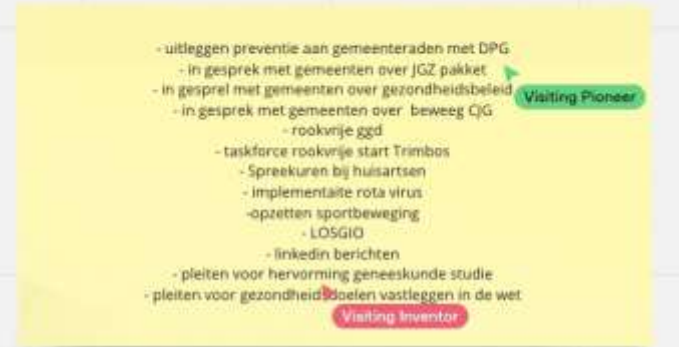 - uitleggen preventie aan gemeenteraden met DPG
- in gesprek met gemeenten over JGZ pakket
- in gesprel met gemeenten over gezondheidsbeleid
Visiting Pioneer
- in gesprek met gemeenten over beweeg CJG
- rookvrije ggd
- taskforce rookvrije start Trimbos
- Spreekuren bij huisartsen
- implementaite rota virus
-opzetten sportbeweging
- LOSGIO
- linkedin berichten
- pleiten voor hervorming geneeskunde studie
- pleiten voor gezondheidsdoelen vastleggen in de wet
Visiting Inventor